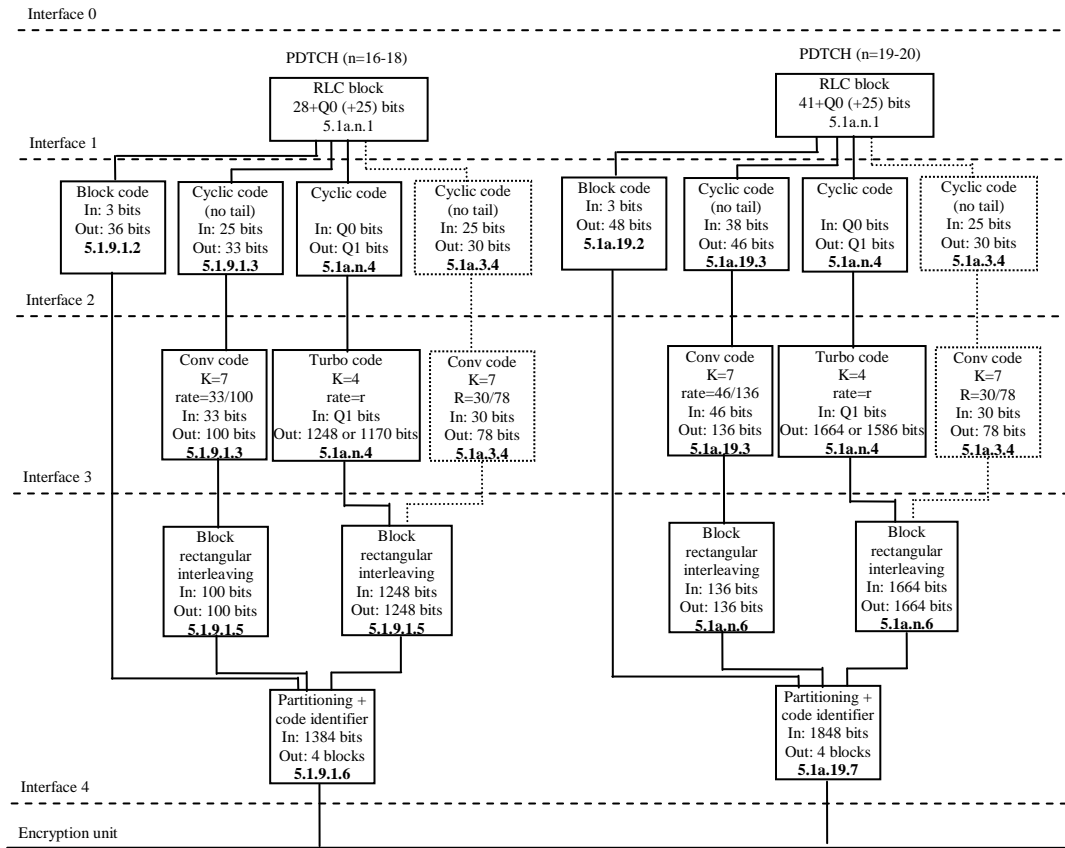 Interface 0
PDTCH (n=16-18)
RLC block
28+Q0 (+25) bits
5.1a.n.1
PDTCH (n=19-20)
RLC block
41+Q0 (+25) bits
5.1a.n.1
Interface 1
Block code
In: 3 bits
Out: 36 bits
5.1.9.1.2
Cyclic code
(no tail)
In: 25 bits
Out: 33 bits
5.1.9.1.3
Cyclic code
In: Q0 bits
Out: Q1 bits
5.1a.n.4
Cyclic code
(no tail)
In: 25 bits
Out: 30 bits
5.1a.3.4
Block code
In: 3 bits
Out: 48 bits
5.1a.19.2
Cyclic code
(no tail)
In: 38 bits
Out: 46 bits
5.1a.19.3
Cyclic code
In: Q0 bits
Out: Q1 bits
5.1a.n.4
Cyclic code
(no tail)
In: 25 bits
Out: 30 bits
5.1a.3.4
Interface 2
Conv code
K=7
rate=33/100
In: 33 bits
Out: 100 bits
5.1.9.1.3
Turbo code
K=4
rate=r
In: Q1 bits
Out: 1248 or 1170 bits
5.1a.n.4
Conv code
K=7
R=30/78
In: 30 bits
Out: 78 bits
5.1a.3.4
Conv code
K=7
rate=46/136
In: 46 bits
Out: 136 bits
5.1a.19.3
Turbo code
K=4
rate=r
In: Q1 bits
Out: 1664 or 1586 bits
5.1a.n.4
Conv code
K=7
R=30/78
In: 30 bits
Out: 78 bits
5.1a.3.4
Interface 3
Block
rectangular
interleaving
In: 100 bits
Out: 100 bits
5.1.9.1.5
Block
rectangular
interleaving
In: 1248 bits
Out: 1248 bits
5.1.9.1.5
Block
rectangular
interleaving
In: 136 bits
Out: 136 bits
5.1a.n.6
Block
rectangular
interleaving
In: 1664 bits
Out: 1664 bits
5.1a.n.6
Partitioning +
code identifier
In: 1384 bits
Out: 4 blocks
5.1.9.1.6
Partitioning +
code identifier
In: 1848 bits
Out: 4 blocks
5.1a.19.7
Interface 4
Encryption unit